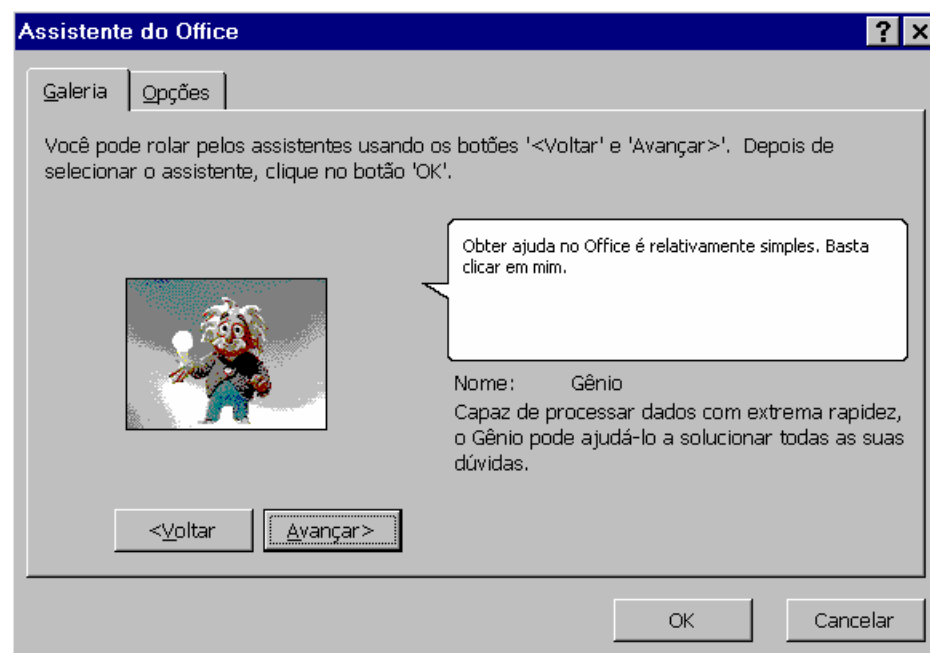 Assistente do Office
Galeria
Opções
Você pode rolar pelos assistentes usando os botões '<Voltar' e 'Avançar>'. Depois de
selecionar o assistente, clique no botão 'OK'.
Obter ajuda no Office é relativamente simples. Basta
clicar em mim.
Nome: Gênio
Capaz de processar dados com extrema rapidez,
o Gênio pode ajudá-lo a solucionar todas as suas
dúvidas.
<Voltar
Avançar>
OK
Cancelar